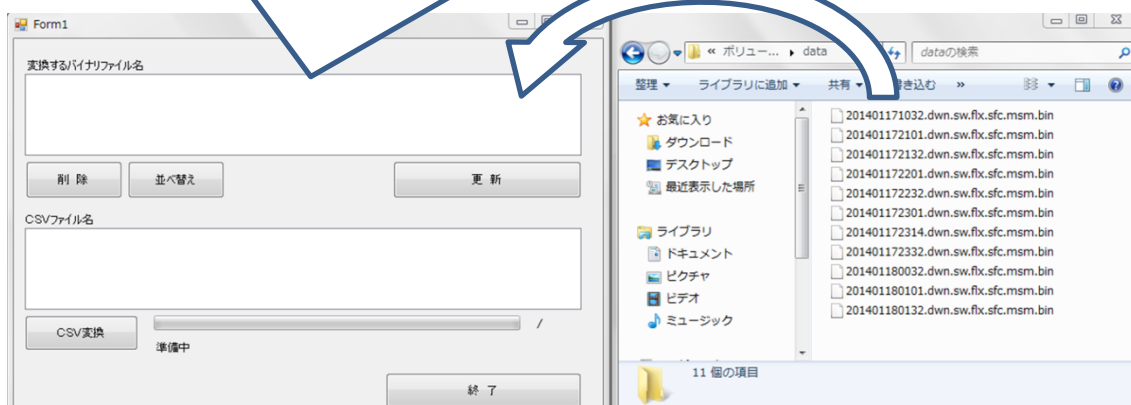 Form1
変換するバイナリファイル名
削 除
並べ替え
更 新
CSVファイル名
CSV変換
/
準備中
終 了
« ボリュー... ▸ data
dataの検索
整理 ▼
ライブラリに追加 ▼
共有 ▼
き込む
»
お気に入り
ダウンロード
デスクトップ
最近表示した場所
ライブラリ
ドキュメント
ピクチャ
ビデオ
ミュージック
201401171032.dwn.sw.flx.sfc.msm.bin
201401172101.dwn.sw.flx.sfc.msm.bin
201401172132.dwn.sw.flx.sfc.msm.bin
201401172201.dwn.sw.flx.sfc.msm.bin
201401172232.dwn.sw.flx.sfc.msm.bin
201401172301.dwn.sw.flx.sfc.msm.bin
201401172314.dwn.sw.flx.sfc.msm.bin
201401172332.dwn.sw.flx.sfc.msm.bin
201401180032.dwn.sw.flx.sfc.msm.bin
201401180101.dwn.sw.flx.sfc.msm.bin
201401180132.dwn.sw.flx.sfc.msm.bin
11 個の項目